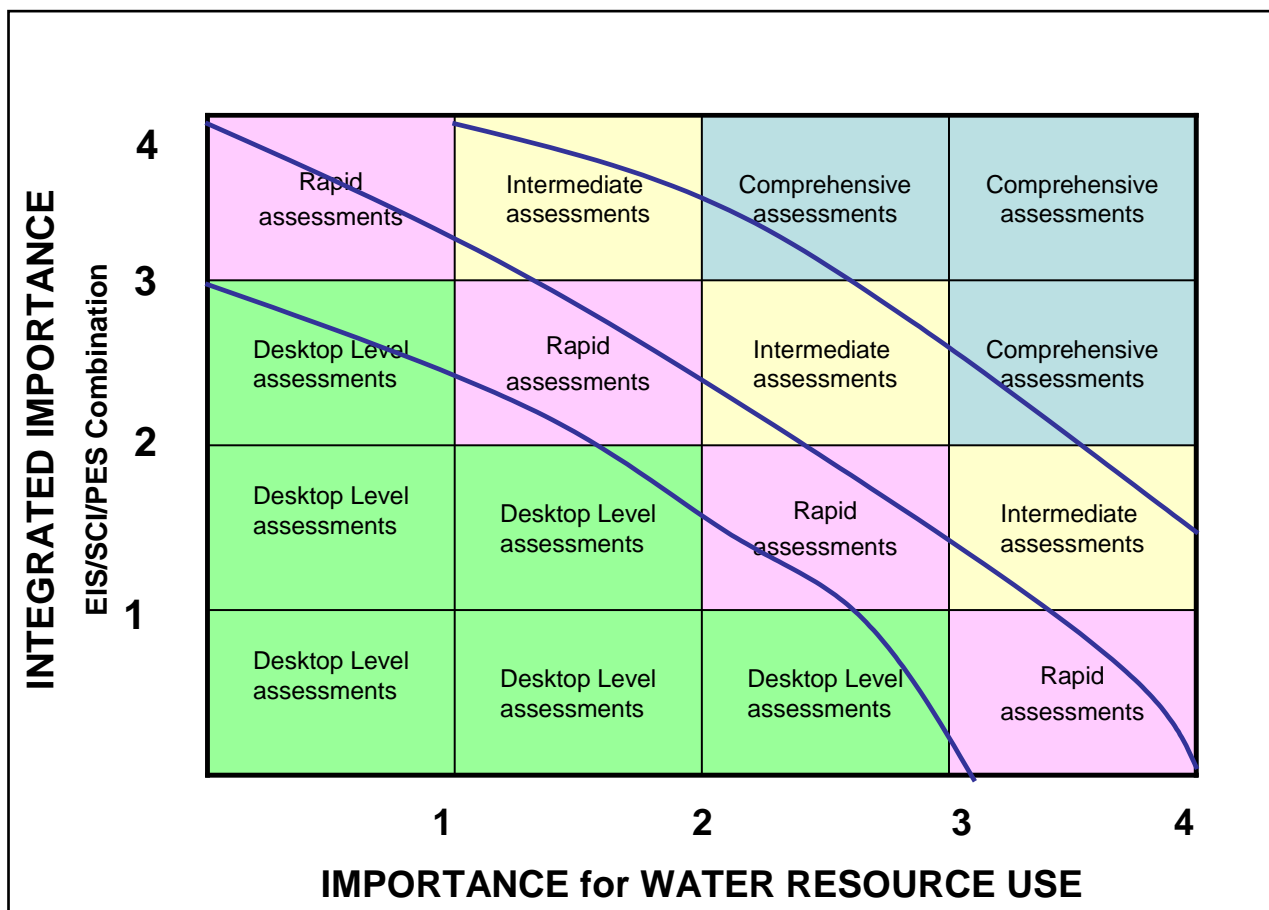 INTEGRATED IMPORTANCE
EIS/SCI/PES Combination
4
Rapid
assessments
Intermediate
assessments
Comprehensive
assessments
Comprehensive
assessments
3
Desktop Level
assessments
Rapid
assessments
Intermediate
assessments
Comprehensive
assessments
2
Desktop Level
assessments
Desktop Level
assessments
Rapid
assessments
Intermediate
assessments
1
Desktop Level
assessments
Desktop Level
assessments
Desktop Level
assessments
Rapid
assessments
1 2 3 4
IMPORTANCE for WATER RESOURCE USE